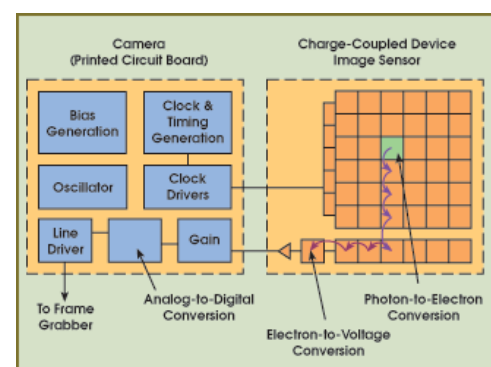 Camera
(Printed Circuit Board)
Charge-Coupled Device
Image Sensor
Bias
Generation
Clock &
Timing
Generation
Oscillator
Clock
Drivers
Line
Driver
Gain
To Frame
Grabber
Analog-to-Digital
Conversion
Electron-to-Voltage
Conversion
Photon-to-Electron
Conversion